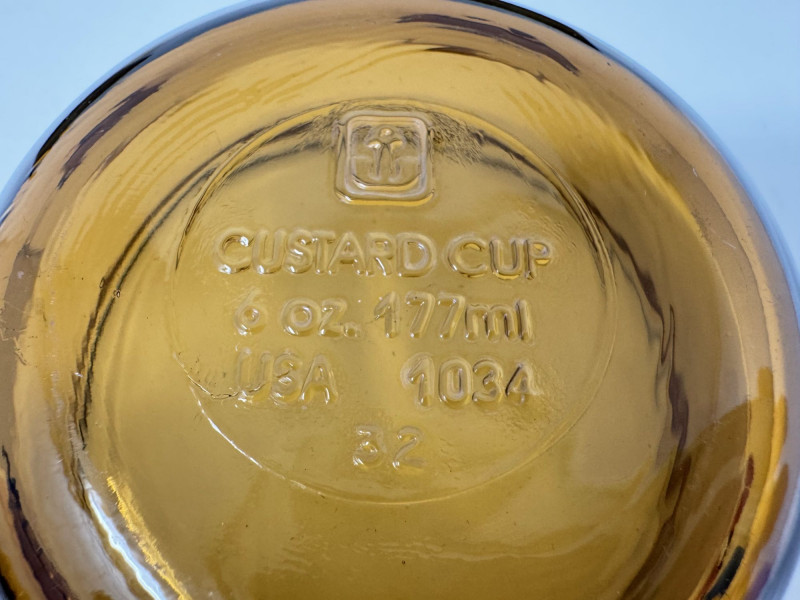 CUSTARD CUP
6 oz. 177ml
USA 1034
32